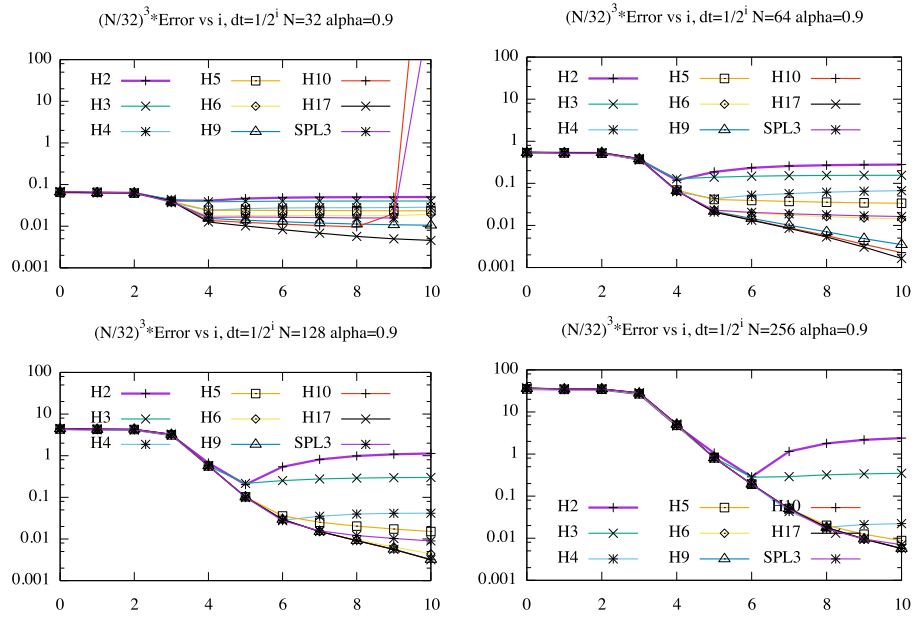 (N/32)^3*Error vs i, dt=1/2^i N=32 alpha=0.9
100
10
1
0.1
0.01
0.001
0 2 4 6 8 10
H2 H5 H10
H3 H6 H17
H4 H9 SPL3
(N/32)^3*Error vs i, dt=1/2^i N=64 alpha=0.9
100
10
1
0.1
0.01
0.001
0 2 4 6 8 10
H2 H5 H10
H3 H6 H17
H4 H9 SPL3
(N/32)^3*Error vs i, dt=1/2^i N=128 alpha=0.9
100
10
1
0.1
0.01
0.001
0 2 4 6 8 10
H2 H5 H10
H3 H6 H17
H4 H9 SPL3
(N/32)^3*Error vs i, dt=1/2^i N=256 alpha=0.9
100
10
1
0.1
0.01
0.001
0 2 4 6 8 10
H2 H5 H10
H3 H6 H17
H4 H9 SPL3